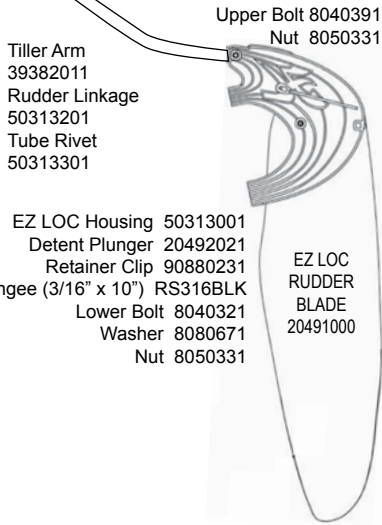 Upper Bolt 8040391
Nut 8050331
Tiller Arm
39382011
Rudder Linkage
50313201
Tube Rivet
50313301
EZ LOC Housing 50313001
Detent Plunger 20492021
Retainer Clip 90880231
ngee (3/16” x 10”) RS316BLK
Lower Bolt 8040321
Washer 8080671
Nut 8050331
EZ LOC
RUDDER
BLADE
20491000